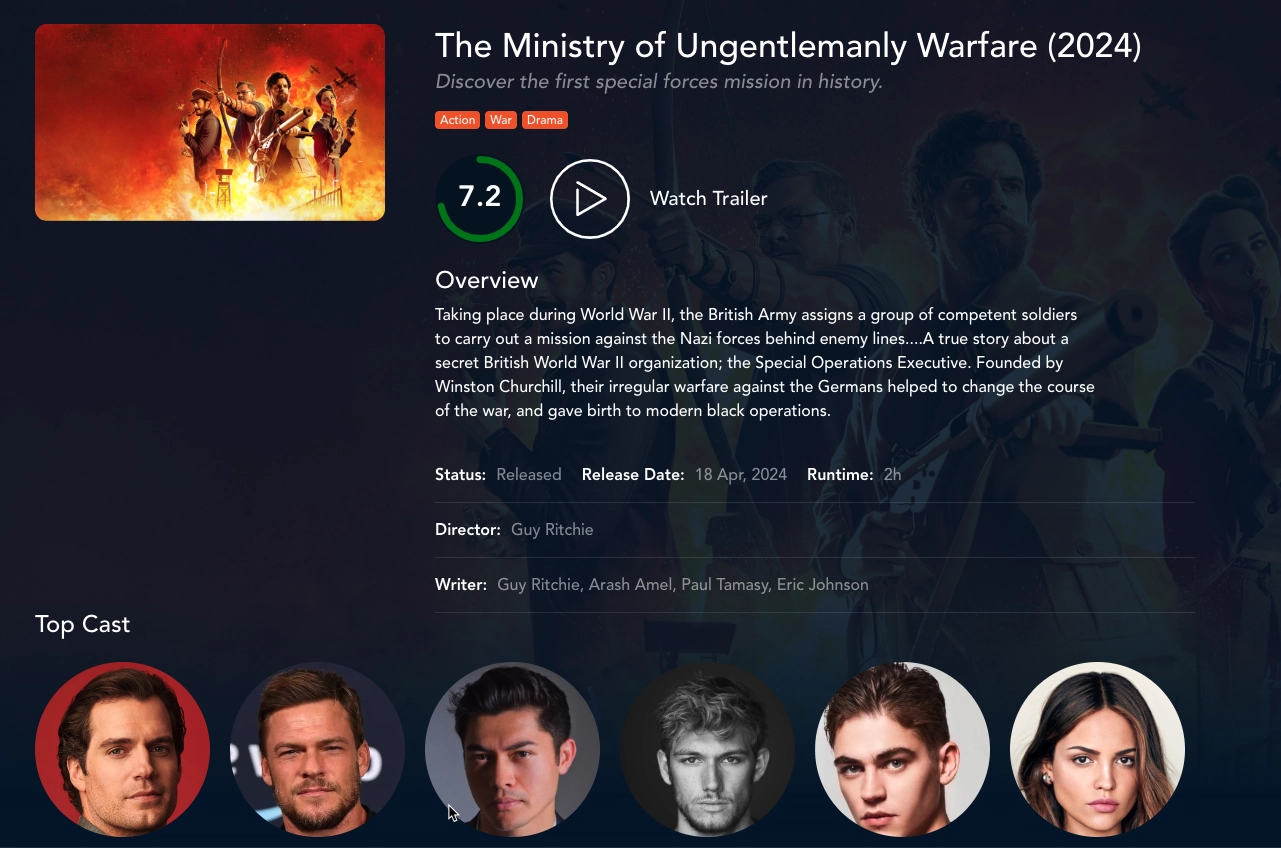 The Ministry of Ungentlemanly Warfare (2024)
Discover the first special forces mission in history.
Action War Drama
7.2 Watch Trailer
Overview
Taking place during World War II, the British Army assigns a group of competent soldiers
to carry out a mission against the Nazi forces behind enemy lines....A true story about a
secret British World War II organization; the Special Operations Executive. Founded by
Winston Churchill, their irregular warfare against the Germans helped to change the course
of the war, and gave birth to modern black operations.
Status: Released Release Date: 18 Apr, 2024 Runtime: 2h
Director: Guy Ritchie
Writer: Guy Ritchie, Arash Amel, Paul Tamasy, Eric Johnson
Top Cast